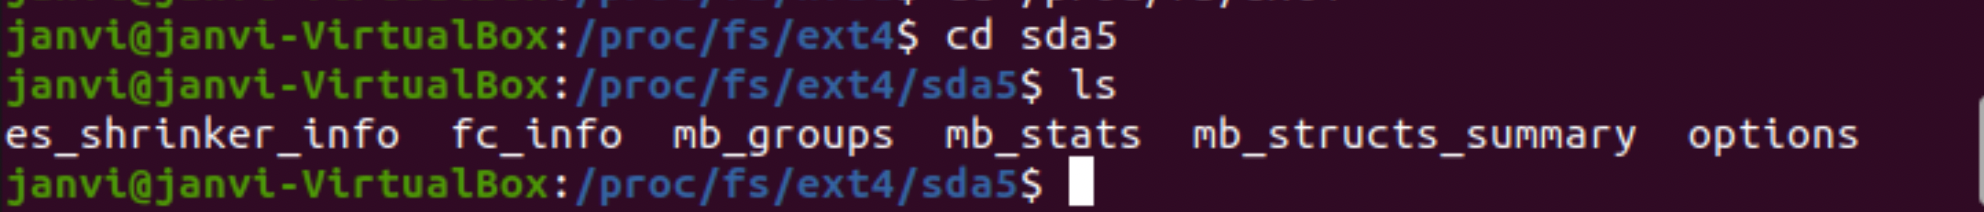 janvi@janvi-VirtualBox:/proc/fs/ext4$ cd sda5
janvi@janvi-VirtualBox:/proc/fs/ext4/sda5$ ls
es_shrinker_info  fc_info  mb_groups  mb_stats  mb_structs_summary  options
janvi@janvi-VirtualBox:/proc/fs/ext4/sda5$